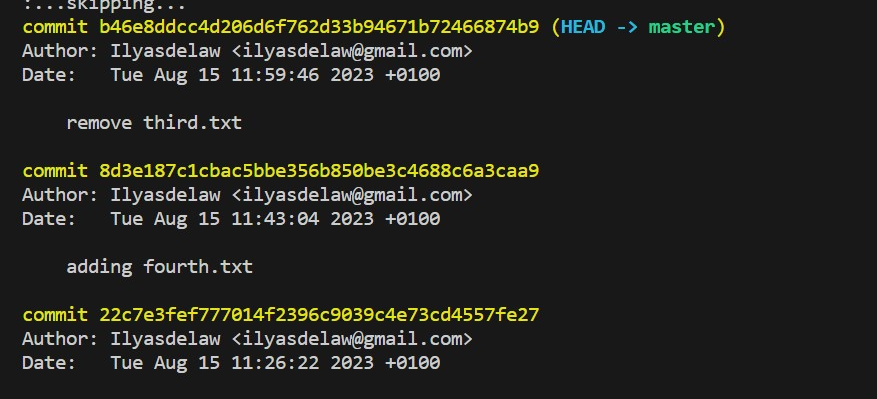 :...skipping...
commit b46e8ddcc4d206d6f762d33b94671b72466874b9 (HEAD -> master)
Author: Ilyasdelaw <ilyasdelaw@gmail.com>
Date:   Tue Aug 15 11:59:46 2023 +0100
    remove third.txt
commit 8d3e187c1cbac5bbe356b850be3c4688c6a3caa9
Author: Ilyasdelaw <ilyasdelaw@gmail.com>
Date:   Tue Aug 15 11:43:04 2023 +0100
    adding fourth.txt
commit 22c7e3fef777014f2396c9039c4e73cd4557fe27
Author: Ilyasdelaw <ilyasdelaw@gmail.com>
Date:   Tue Aug 15 11:26:22 2023 +0100